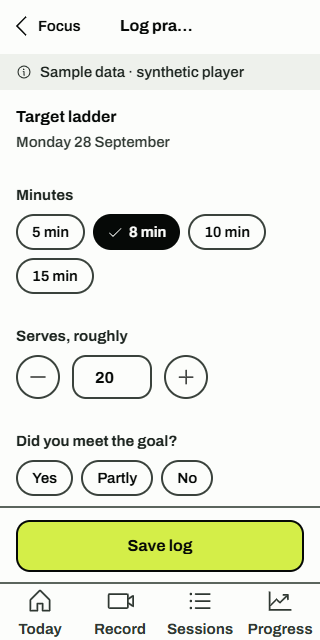 Focus
Log pra...
Sample data · synthetic player
Target ladder
Monday 28 September
Minutes
5 min
8 min
10 min
15 min
Serves, roughly
20
Did you meet the goal?
Yes
Partly
No
Save log
Today
Record
Sessions
Progress